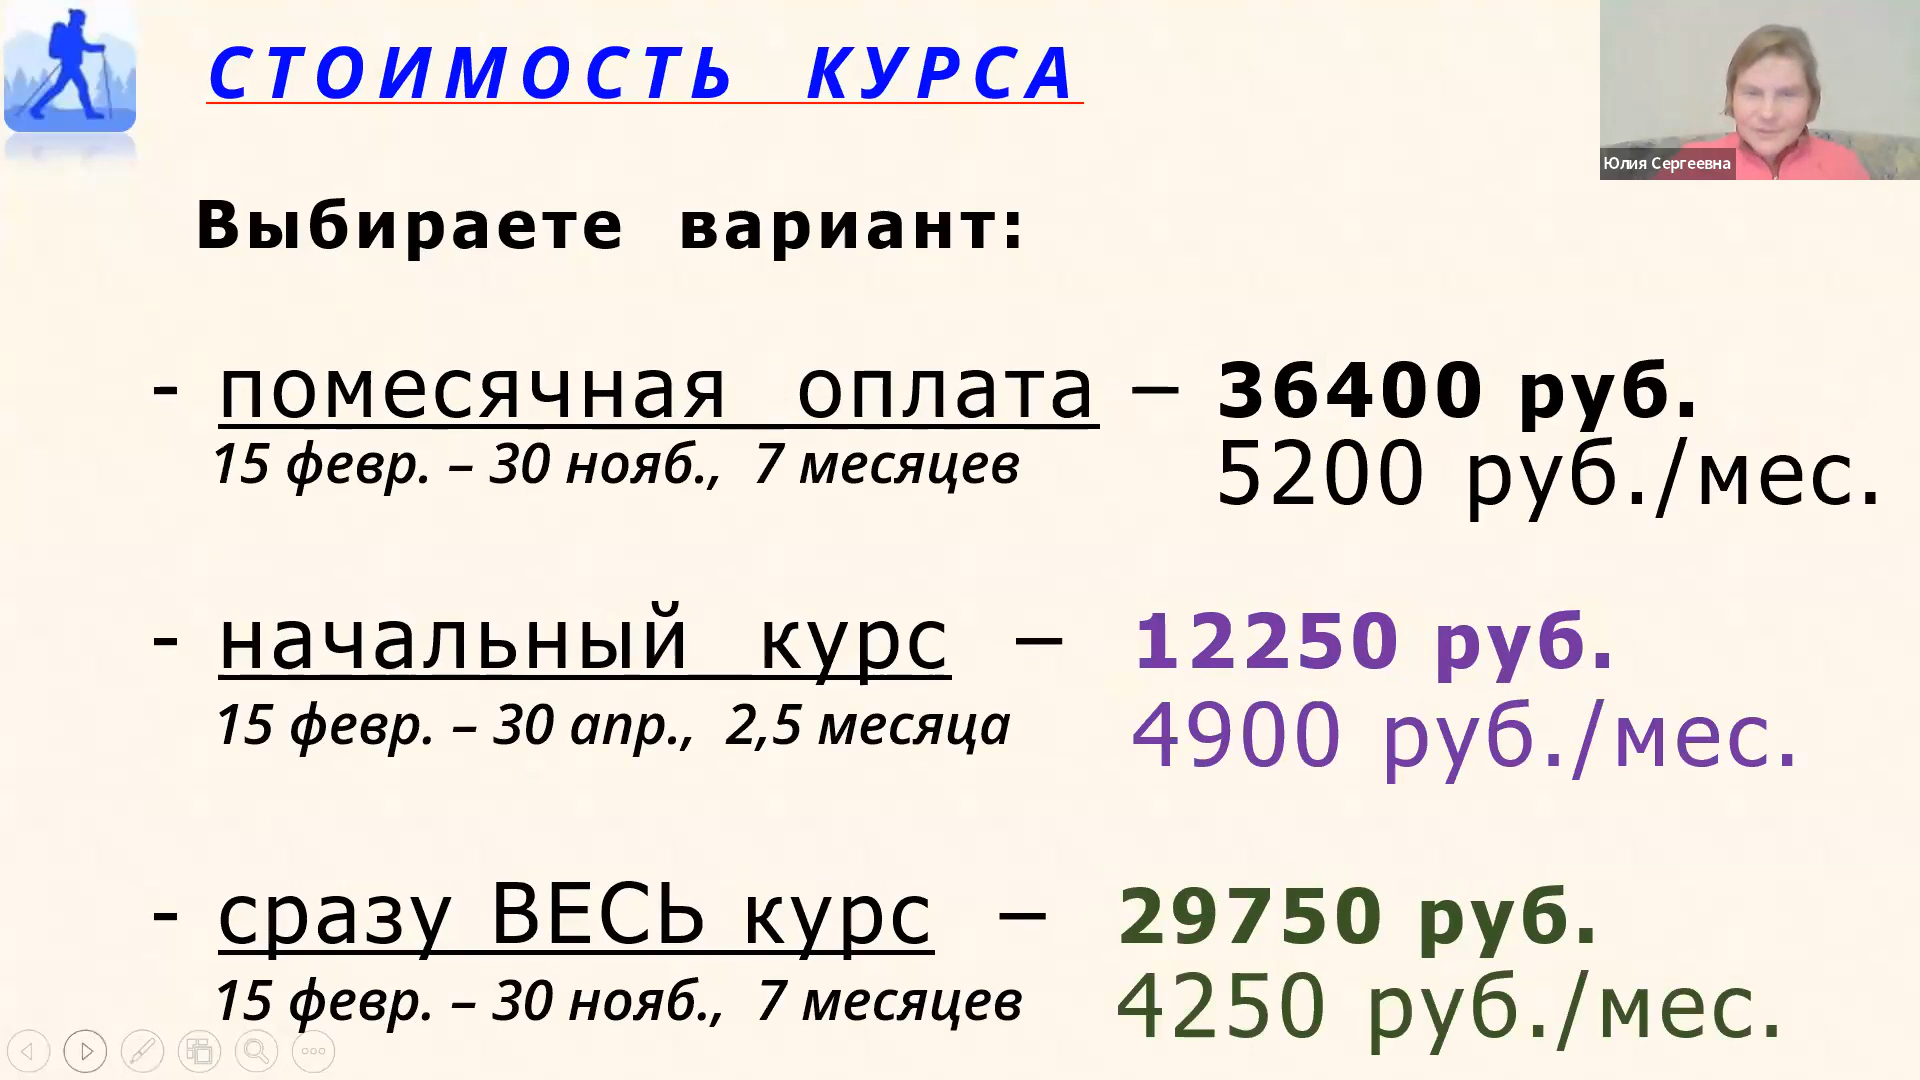 СТОИМОСТЬ КУРСА
Юлия Сергеевна
Выбираете вариант:
- помесячная оплата – 36400 руб.
15 февр. – 30 нояб., 7 месяцев 5200 руб./мес.
- начальный курс – 12250 руб.
15 февр. – 30 апр., 2,5 месяца 4900 руб./мес.
- сразу ВЕСЬ курс – 29750 руб.
15 февр. – 30 нояб., 7 месяцев 4250 руб./мес.